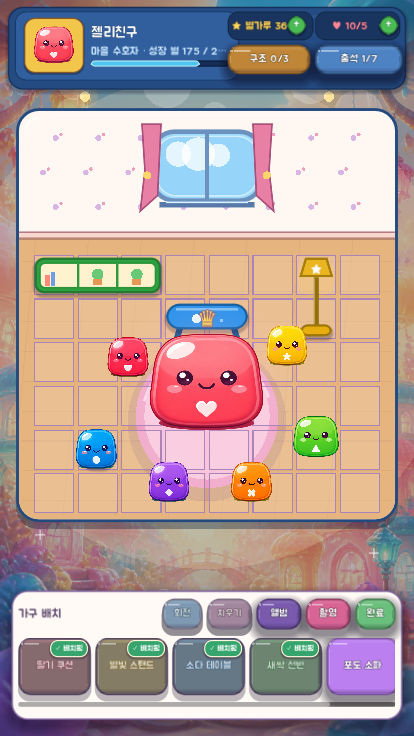 젤리친구
마을 수호자 · 성장 별 175 / 2...
★ 별가루 36 +
♥ 10/5 +
구조 0/3
출석 1/7
가구 배치
회전
치우기
앨범
촬영
완료
✓ 배치됨
딸기 쿠션
✓ 배치됨
별빛 스탠드
✓ 배치됨
소다 테이블
✓ 배치됨
새싹 선반
포도 소파